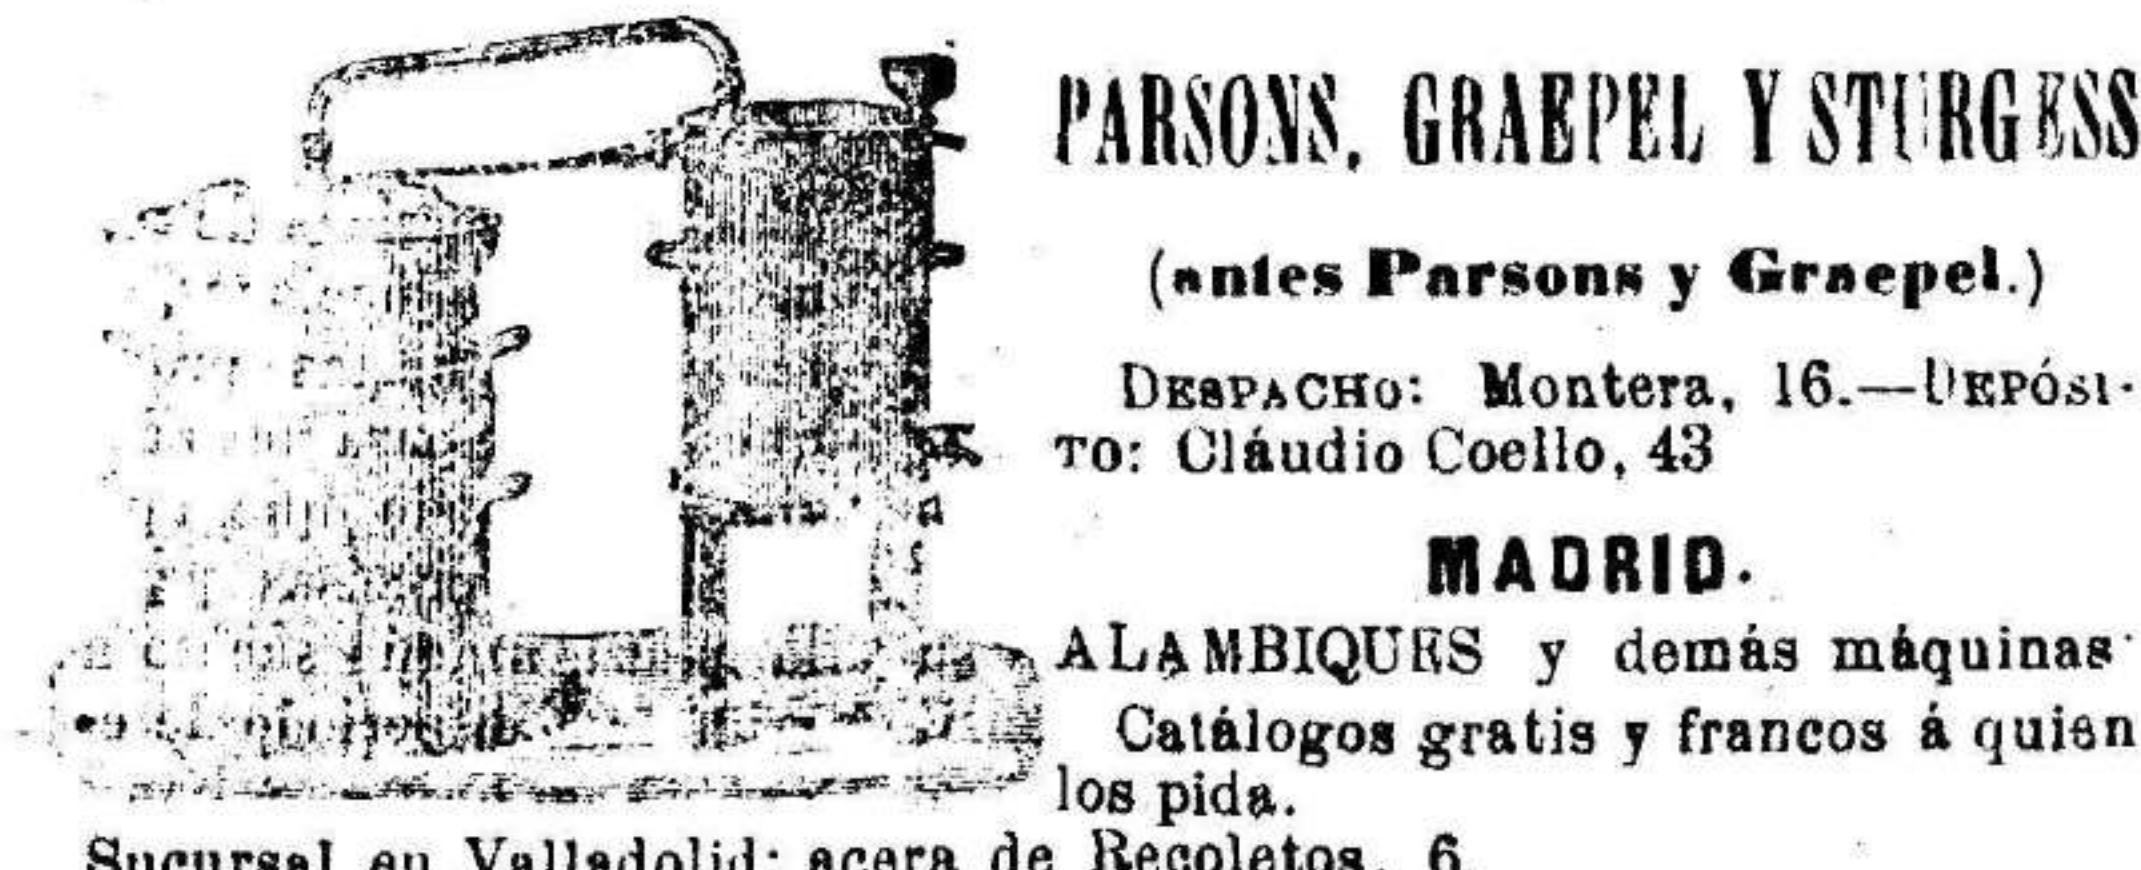 PARSONS, GRAEPEL Y STURGESS
(antes Parsons y Graepel.)
DESPACHO: Montera, 16.—DEPÓSI-
TO: Cláudio Coello, 43
MADRID.
ALAMBIQUES y demás máquinas
Catálogos gratis y francos á quien
los pida.
Sucursal en Valladolid: acera de Recoletos, 6